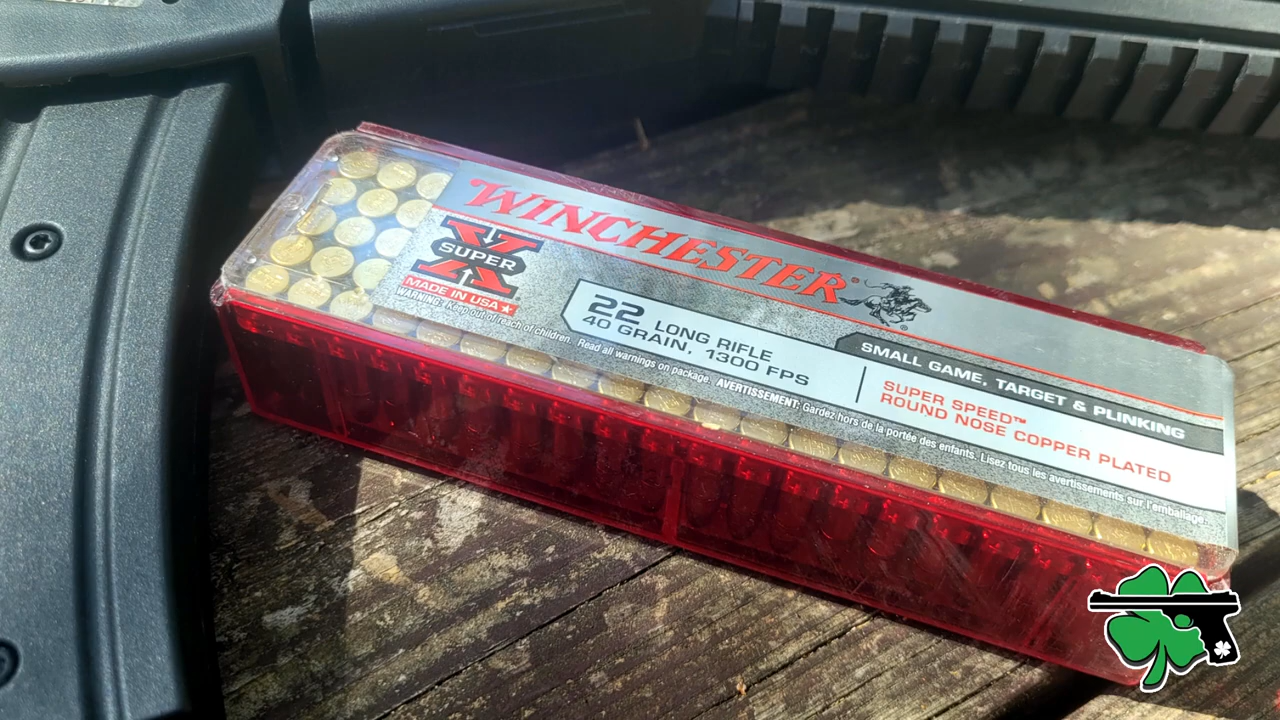 WINCHESTER®
SUPER X
MADE IN USA
WARNING: Keep out of reach of children. Read all warnings on package. AVERTISSEMENT: Gardez hors de la portée des enfants. Lisez tous les avertissements sur l'emballage.
22 LONG RIFLE
40 GRAIN, 1300 FPS
SMALL GAME, TARGET & PLINKING
SUPER SPEED™
ROUND NOSE COPPER PLATED